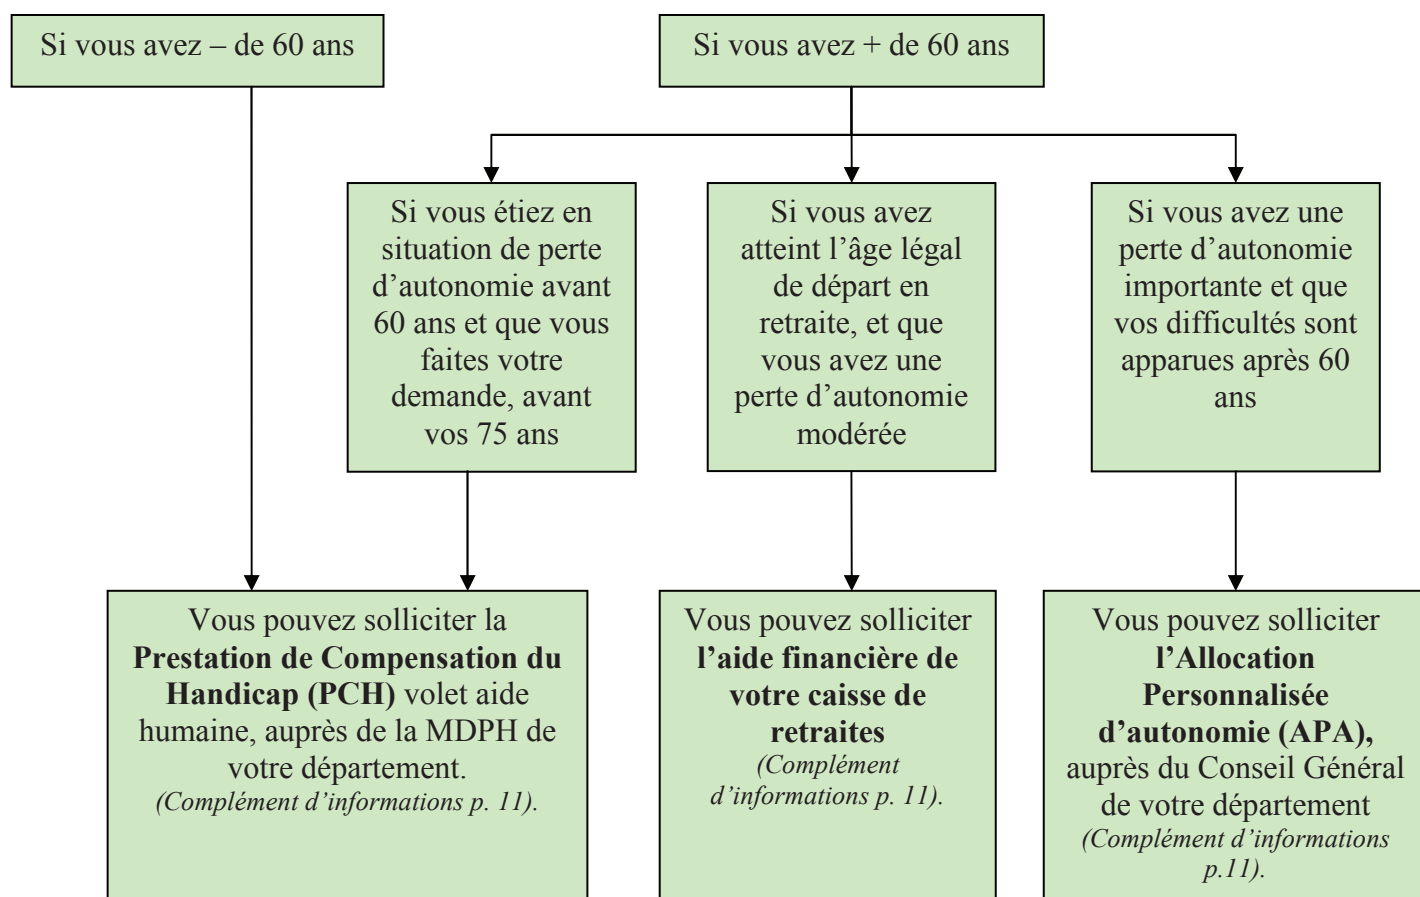 Si vous avez – de 60 ans
Si vous avez + de 60 ans
Si vous étiez en
situation de perte
d’autonomie avant
60 ans et que vous
faites votre
demande, avant
vos 75 ans
Si vous avez
atteint l’âge légal
de départ en
retraite, et que
vous avez une
perte d’autonomie
modérée
Si vous avez une
perte d’autonomie
importante et que
vos difficultés sont
apparues après 60
ans
Vous pouvez solliciter la
Prestation de Compensation du
Handicap (PCH) volet aide
humaine, auprès de la MDPH de
votre département.
(Complément d’informations p. 11).
Vous pouvez solliciter
l’aide financière de
votre caisse de
retraites
(Complément
d’informations p. 11).
Vous pouvez solliciter
l’Allocation
Personnalisée
d’autonomie (APA),
auprès du Conseil Général
de votre département
(Complément d’informations
p.11).